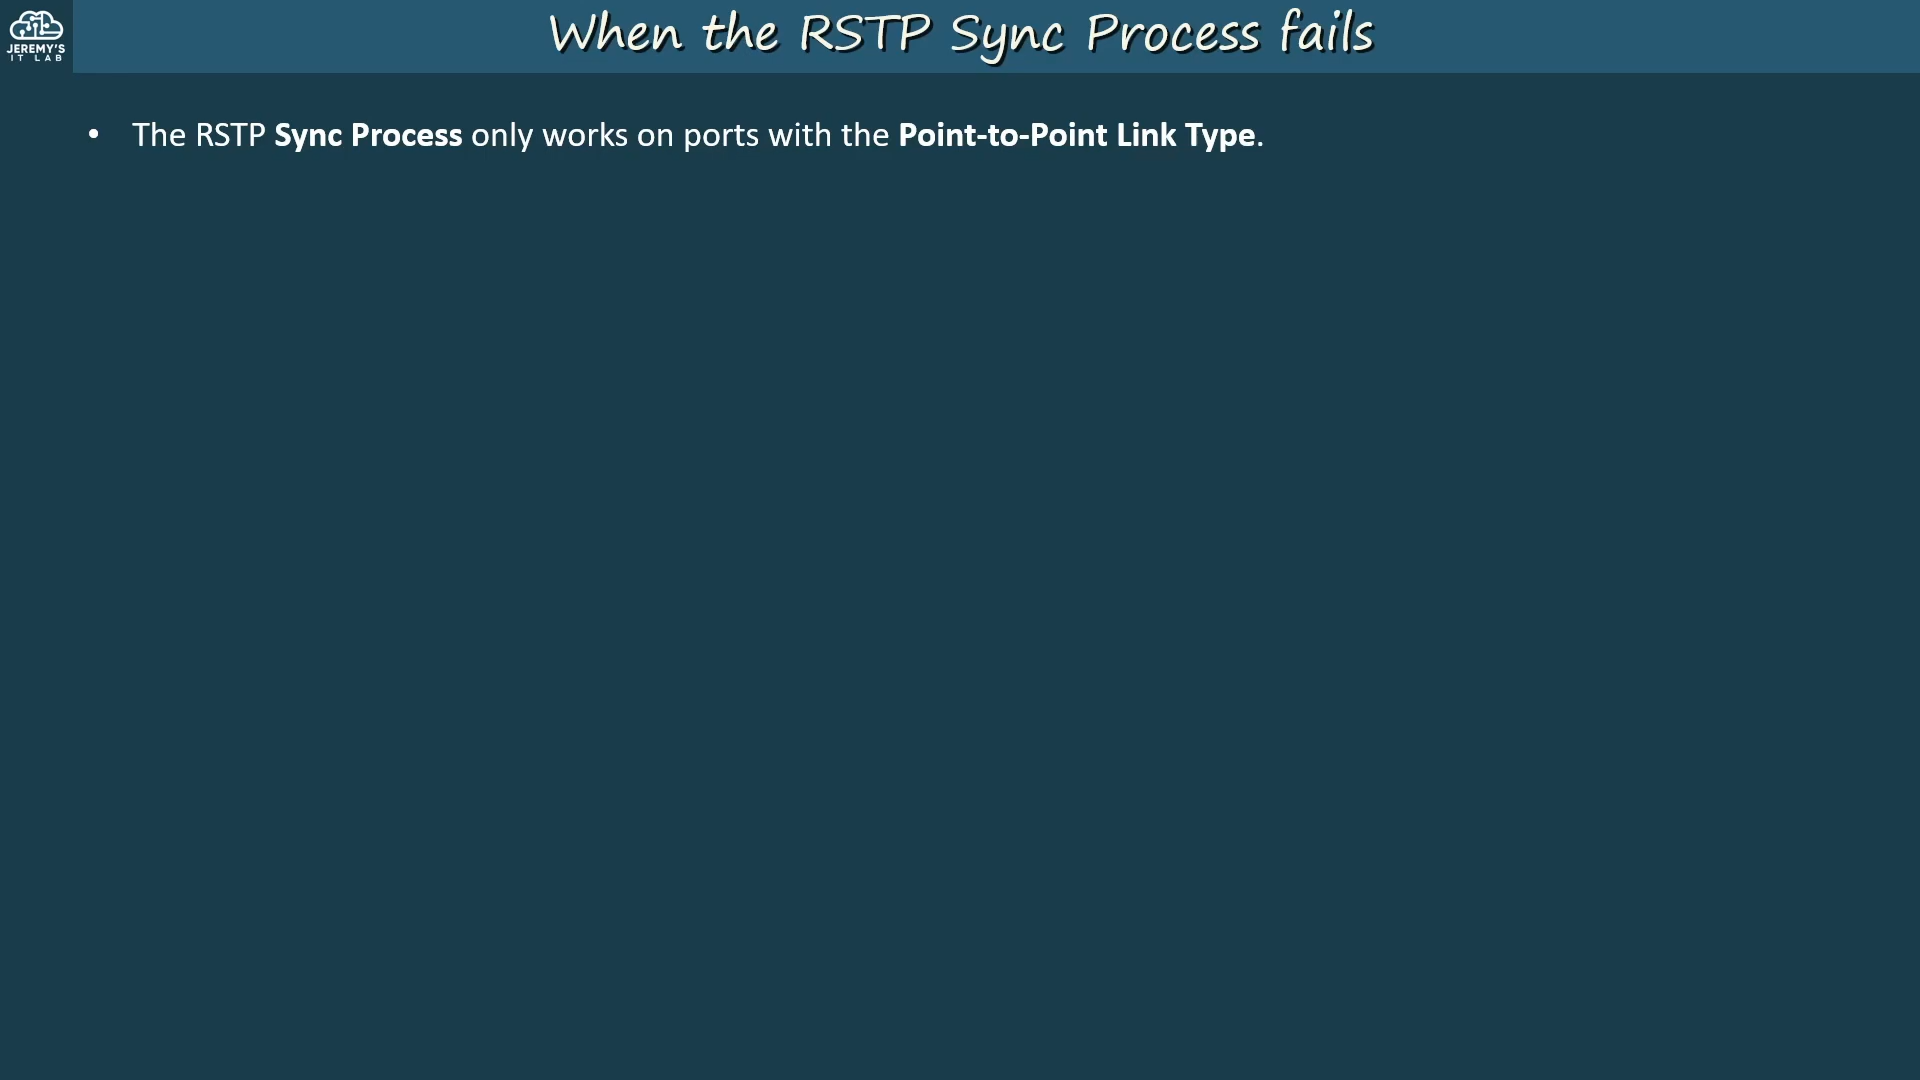 JEREMY'S
IT LAB
When the RSTP Sync Process fails
• The RSTP Sync Process only works on ports with the Point-to-Point Link Type.